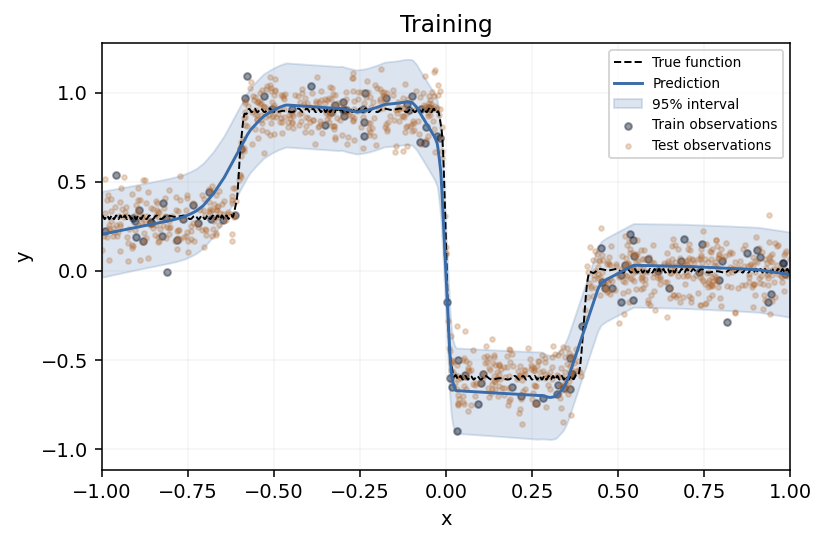 Training
True function
Prediction
95% interval
Train observations
Test observations
y
1.0
0.5
0.0
−0.5
−1.0
−1.00 −0.75 −0.50 −0.25 0.00 0.25 0.50 0.75 1.00
x